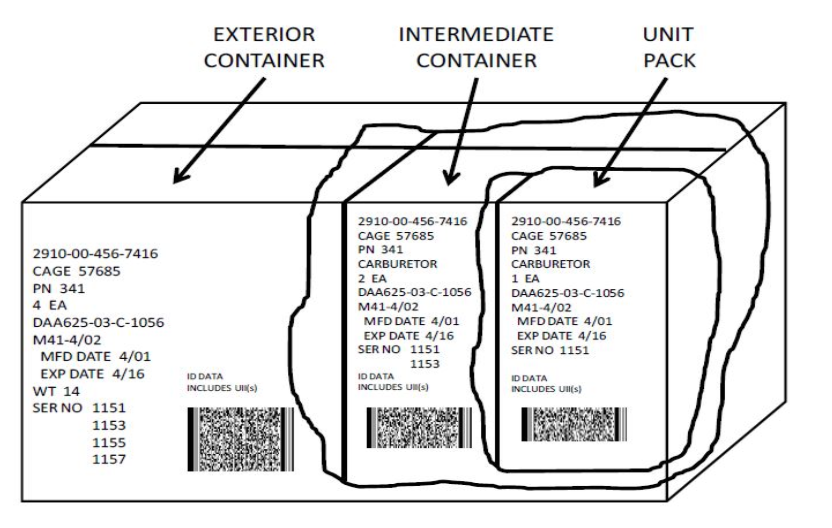 EXTERIOR
CONTAINER
INTERMEDIATE
CONTAINER
UNIT
PACK
2910-00-456-7416
CAGE 57685
PN 341
4 EA
DAA625-03-C-1056
M41-4/02
MFD DATE 4/01
EXP DATE 4/16
WT 14
SER NO 1151
1153
1155
1157
ID DATA
INCLUDES UII(s)
2910-00-456-7416
CAGE 57685
PN 341
CARBURETOR
2 EA
DAA625-03-C-1056
M41-4/02
MFD DATE 4/01
EXP DATE 4/16
SER NO 1151
1153
ID DATA
INCLUDES UII(s)
2910-00-456-7416
CAGE 57685
PN 341
CARBURETOR
1 EA
DAA625-03-C-1056
M41-4/02
MFD DATE 4/01
EXP DATE 4/16
SER NO 1151
ID DATA
INCLUDES UII(s)